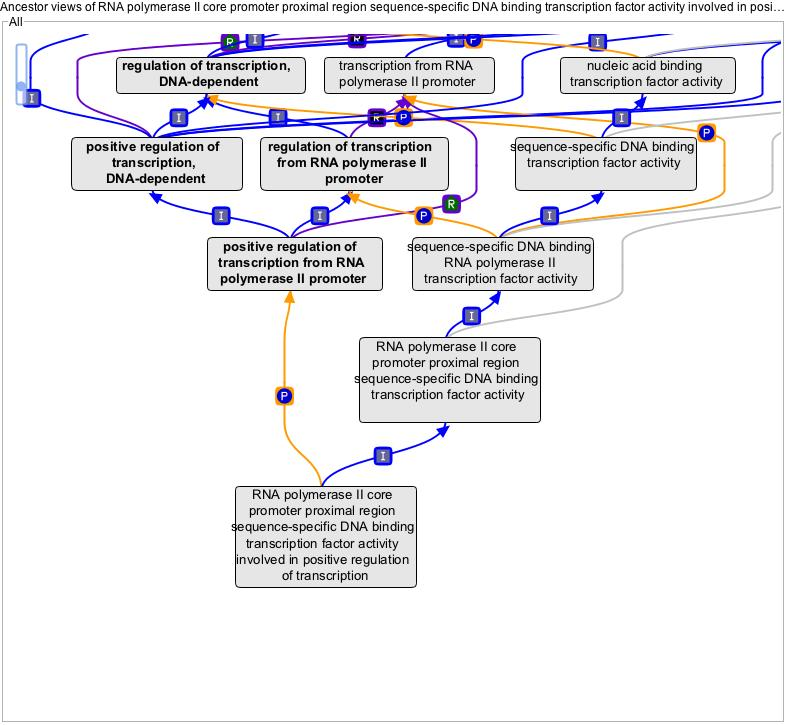 Ancestor views of RNA polymerase II core promoter proximal region sequence-specific DNA binding transcription factor activity involved in posi...
All
R
I
R
P
I
regulation of transcription,
DNA-dependent
transcription from RNA
polymerase II promoter
nucleic acid binding
transcription factor activity
I
I
I
R
P
I
P
positive regulation of
transcription,
DNA-dependent
regulation of transcription
from RNA polymerase II
promoter
sequence-specific DNA binding
transcription factor activity
I
I
R
P
I
positive regulation of
transcription from RNA
polymerase II promoter
sequence-specific DNA binding
RNA polymerase II
transcription factor activity
I
RNA polymerase II core
promoter proximal region
sequence-specific DNA binding
transcription factor activity
P
I
RNA polymerase II core
promoter proximal region
sequence-specific DNA binding
transcription factor activity
involved in positive regulation
of transcription